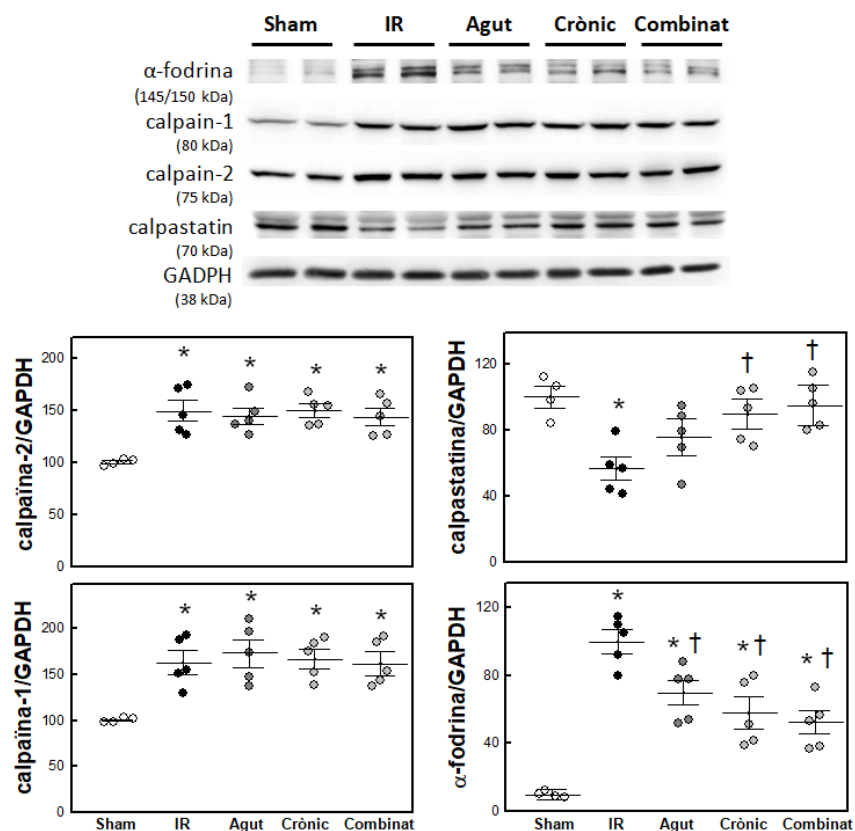 Sham IR Agut Crònic Combinat
α-fodrina
(145/150 kDa)
calpain-1
(80 kDa)
calpain-2
(75 kDa)
calpastatin
(70 kDa)
GADPH
(38 kDa)
calpaïna-2/GAPDH
200
150
100
50
0
* * * *
calpastatina/GAPDH
120
80
40
0
* † †
calpaïna-1/GAPDH
200
150
100
50
0
* * * *
Sham IR Agut Crònic Combinat
α-fodrina/GAPDH
120
80
40
0
* *† *† *†
Sham IR Agut Crònic Combinat